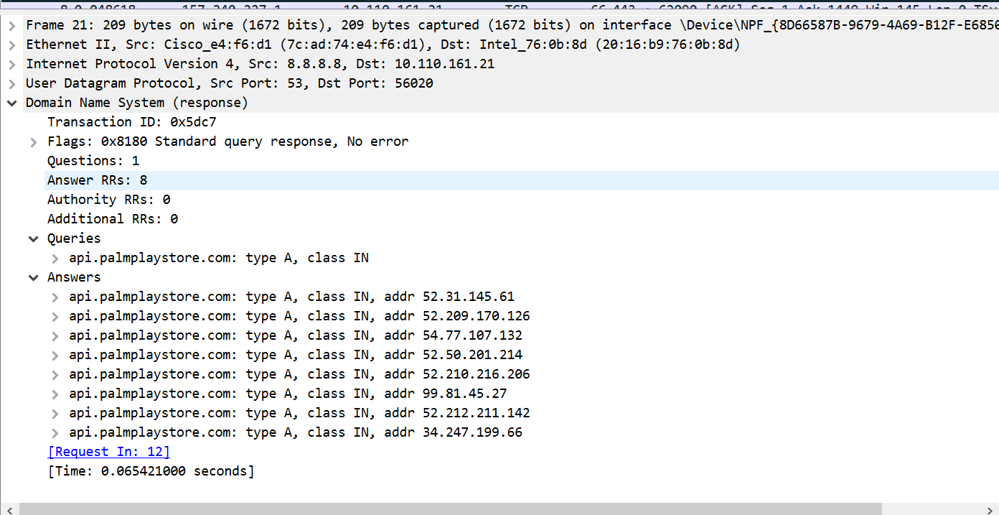 Frame 21: 209 bytes on wire (1672 bits), 209 bytes captured (1672 bits) on interface \Device\NPF_{8D66587B-9679-4A69-B12F-E6850
Ethernet II, Src: Cisco_e4:f6:d1 (7c:ad:74:e4:f6:d1), Dst: Intel_76:0b:8d (20:16:b9:76:0b:8d)
Internet Protocol Version 4, Src: 8.8.8.8, Dst: 10.110.161.21
User Datagram Protocol, Src Port: 53, Dst Port: 56020
Domain Name System (response)
Transaction ID: 0x5dc7
Flags: 0x8180 Standard query response, No error
Questions: 1
Answer RRs: 8
Authority RRs: 0
Additional RRs: 0
Queries
api.palmplaystore.com: type A, class IN
Answers
api.palmplaystore.com: type A, class IN, addr 52.31.145.61
api.palmplaystore.com: type A, class IN, addr 52.209.170.126
api.palmplaystore.com: type A, class IN, addr 54.77.107.132
api.palmplaystore.com: type A, class IN, addr 52.50.201.214
api.palmplaystore.com: type A, class IN, addr 52.210.216.206
api.palmplaystore.com: type A, class IN, addr 99.81.45.27
api.palmplaystore.com: type A, class IN, addr 52.212.211.142
api.palmplaystore.com: type A, class IN, addr 34.247.199.66
[Request In: 12]
[Time: 0.065421000 seconds]